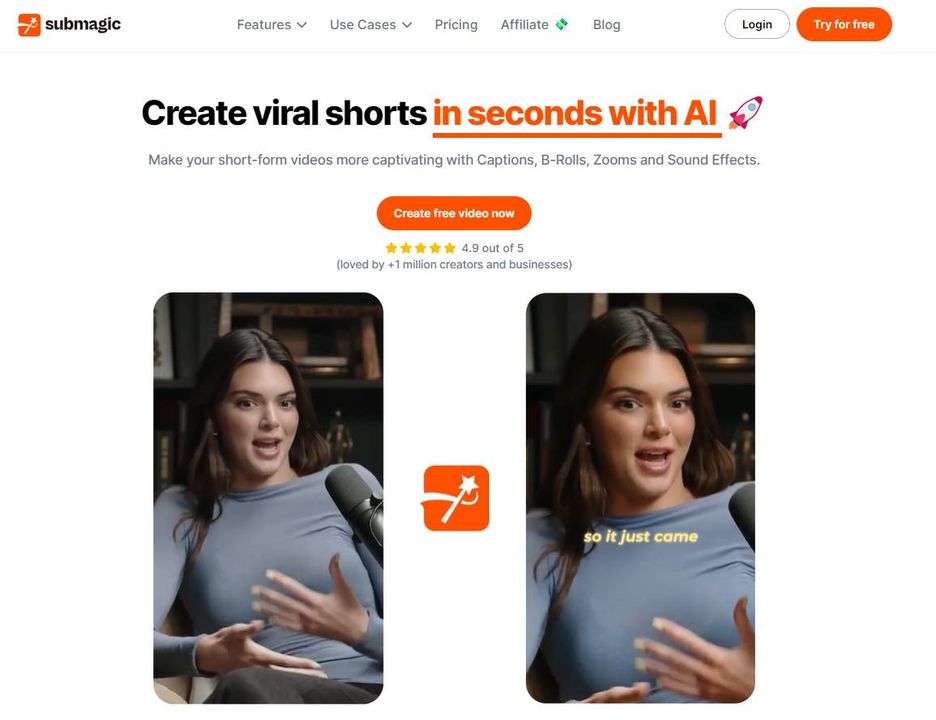 submagic
Features
Use Cases
Pricing
Affiliate
Blog
Login
Try for free
Create viral shorts in seconds with AI
Make your short-form videos more captivating with Captions, B-Rolls, Zooms and Sound Effects.
Create free video now
4.9 out of 5
(loved by +1 million creators and businesses)
so it just came